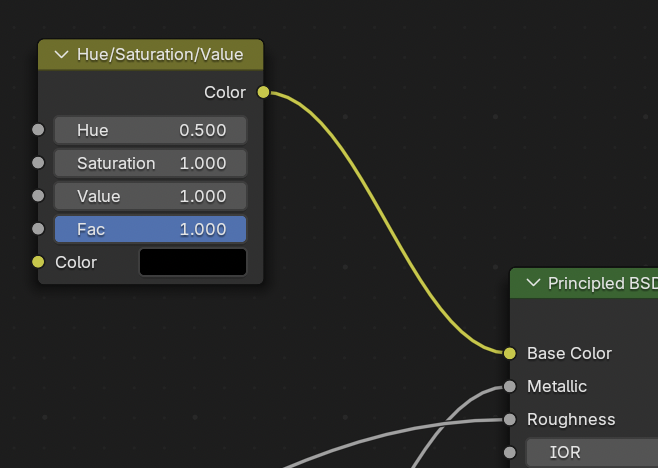 Hue/Saturation/Value
Color
Hue 0.500
Saturation 1.000
Value 1.000
Fac 1.000
Color
Principled BSD
Base Color
Metallic
Roughness
IOR